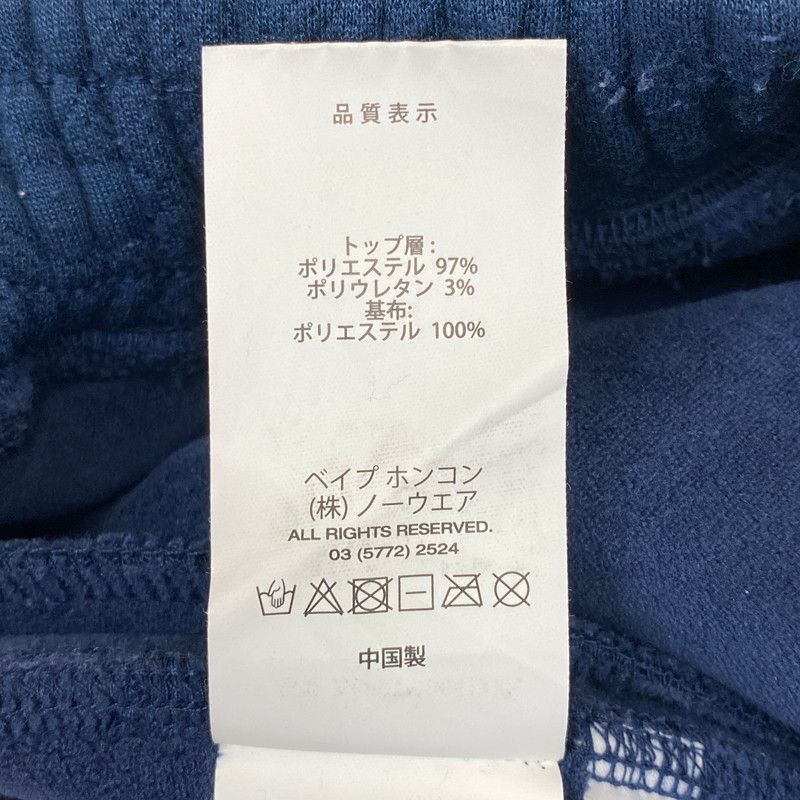 品質表示
トップ層:
ポリエステル 97%
ポリウレタン 3%
基布:
ポリエステル 100%
ベイプ ホンコン
(株) ノーウエア
ALL RIGHTS RESERVED.
03 (5772) 2524
中国製